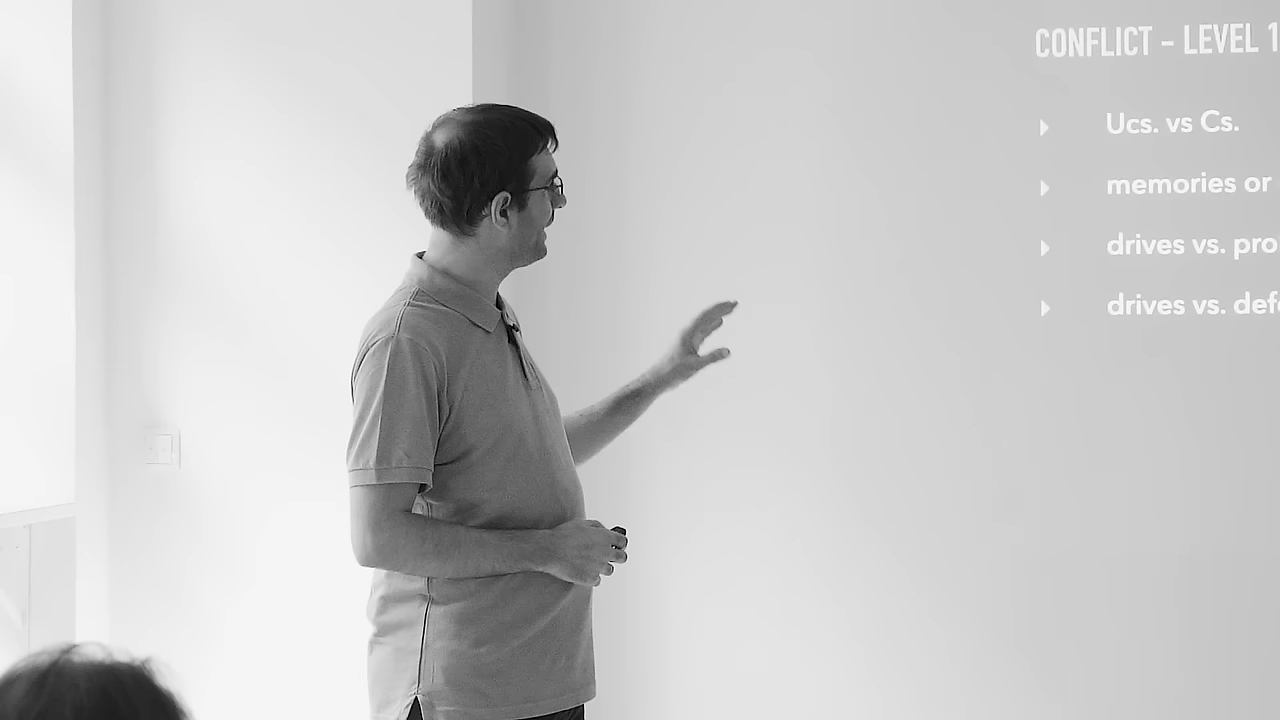 CONFLICT - LEVEL 1
Ucs. vs Cs.
memories or
drives vs. pro
drives vs. def